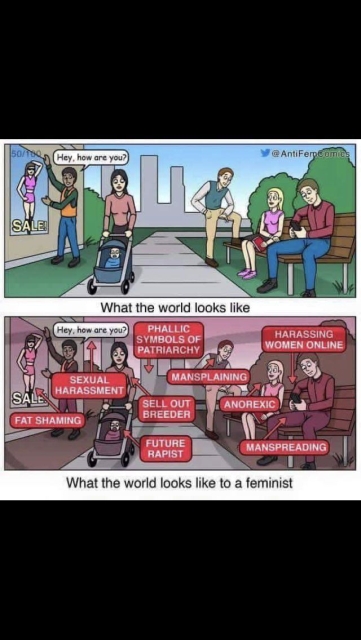 50/100
Hey, how are you?
@AntiFemComics
SALE!
What the world looks like
Hey, how are you?
PHALLIC
SYMBOLS OF
PATRIARCHY
HARASSING
WOMEN ONLINE
SEXUAL
HARASSMENT
MANSPLAINING
SALE
FAT SHAMING
SELL OUT
BREEDER
ANOREXIC
FUTURE
RAPIST
MANSPREADING
What the world looks like to a feminist